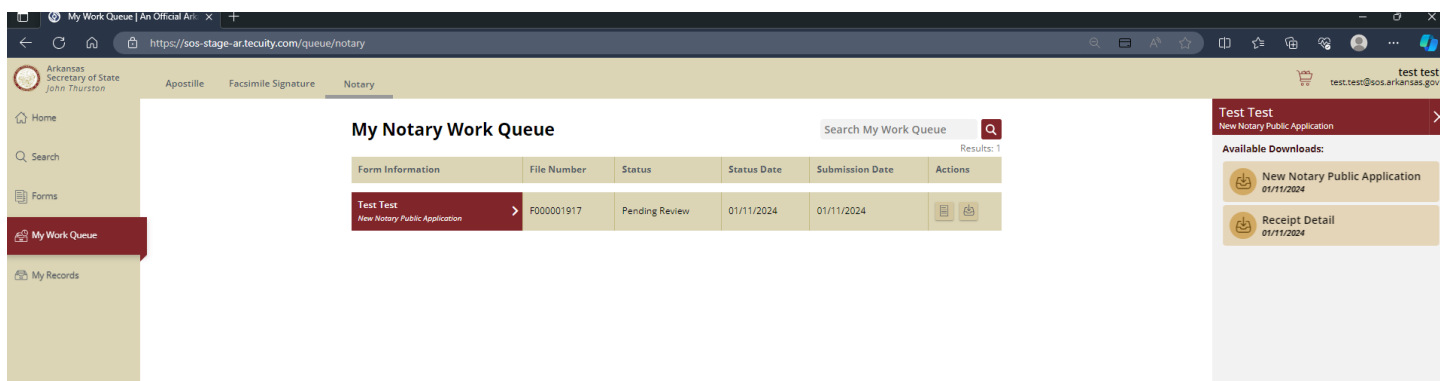 My Work Queue | An Official Ark
https://sos-stage-ar.tecuity.com/queue/notary
Arkansas
Secretary of State
John Thurston
Apostille
Facsimile Signature
Notary
test test
test.test@sos.arkansas.gov
Home
Search
Forms
My Work Queue
My Records
My Notary Work Queue
Search My Work Queue
Results: 1
Form Information
File Number
Status
Status Date
Submission Date
Actions
Test Test
New Notary Public Application
F000001917
Pending Review
01/11/2024
01/11/2024
Test Test
New Notary Public Application
Available Downloads:
New Notary Public Application
01/11/2024
Receipt Detail
01/11/2024